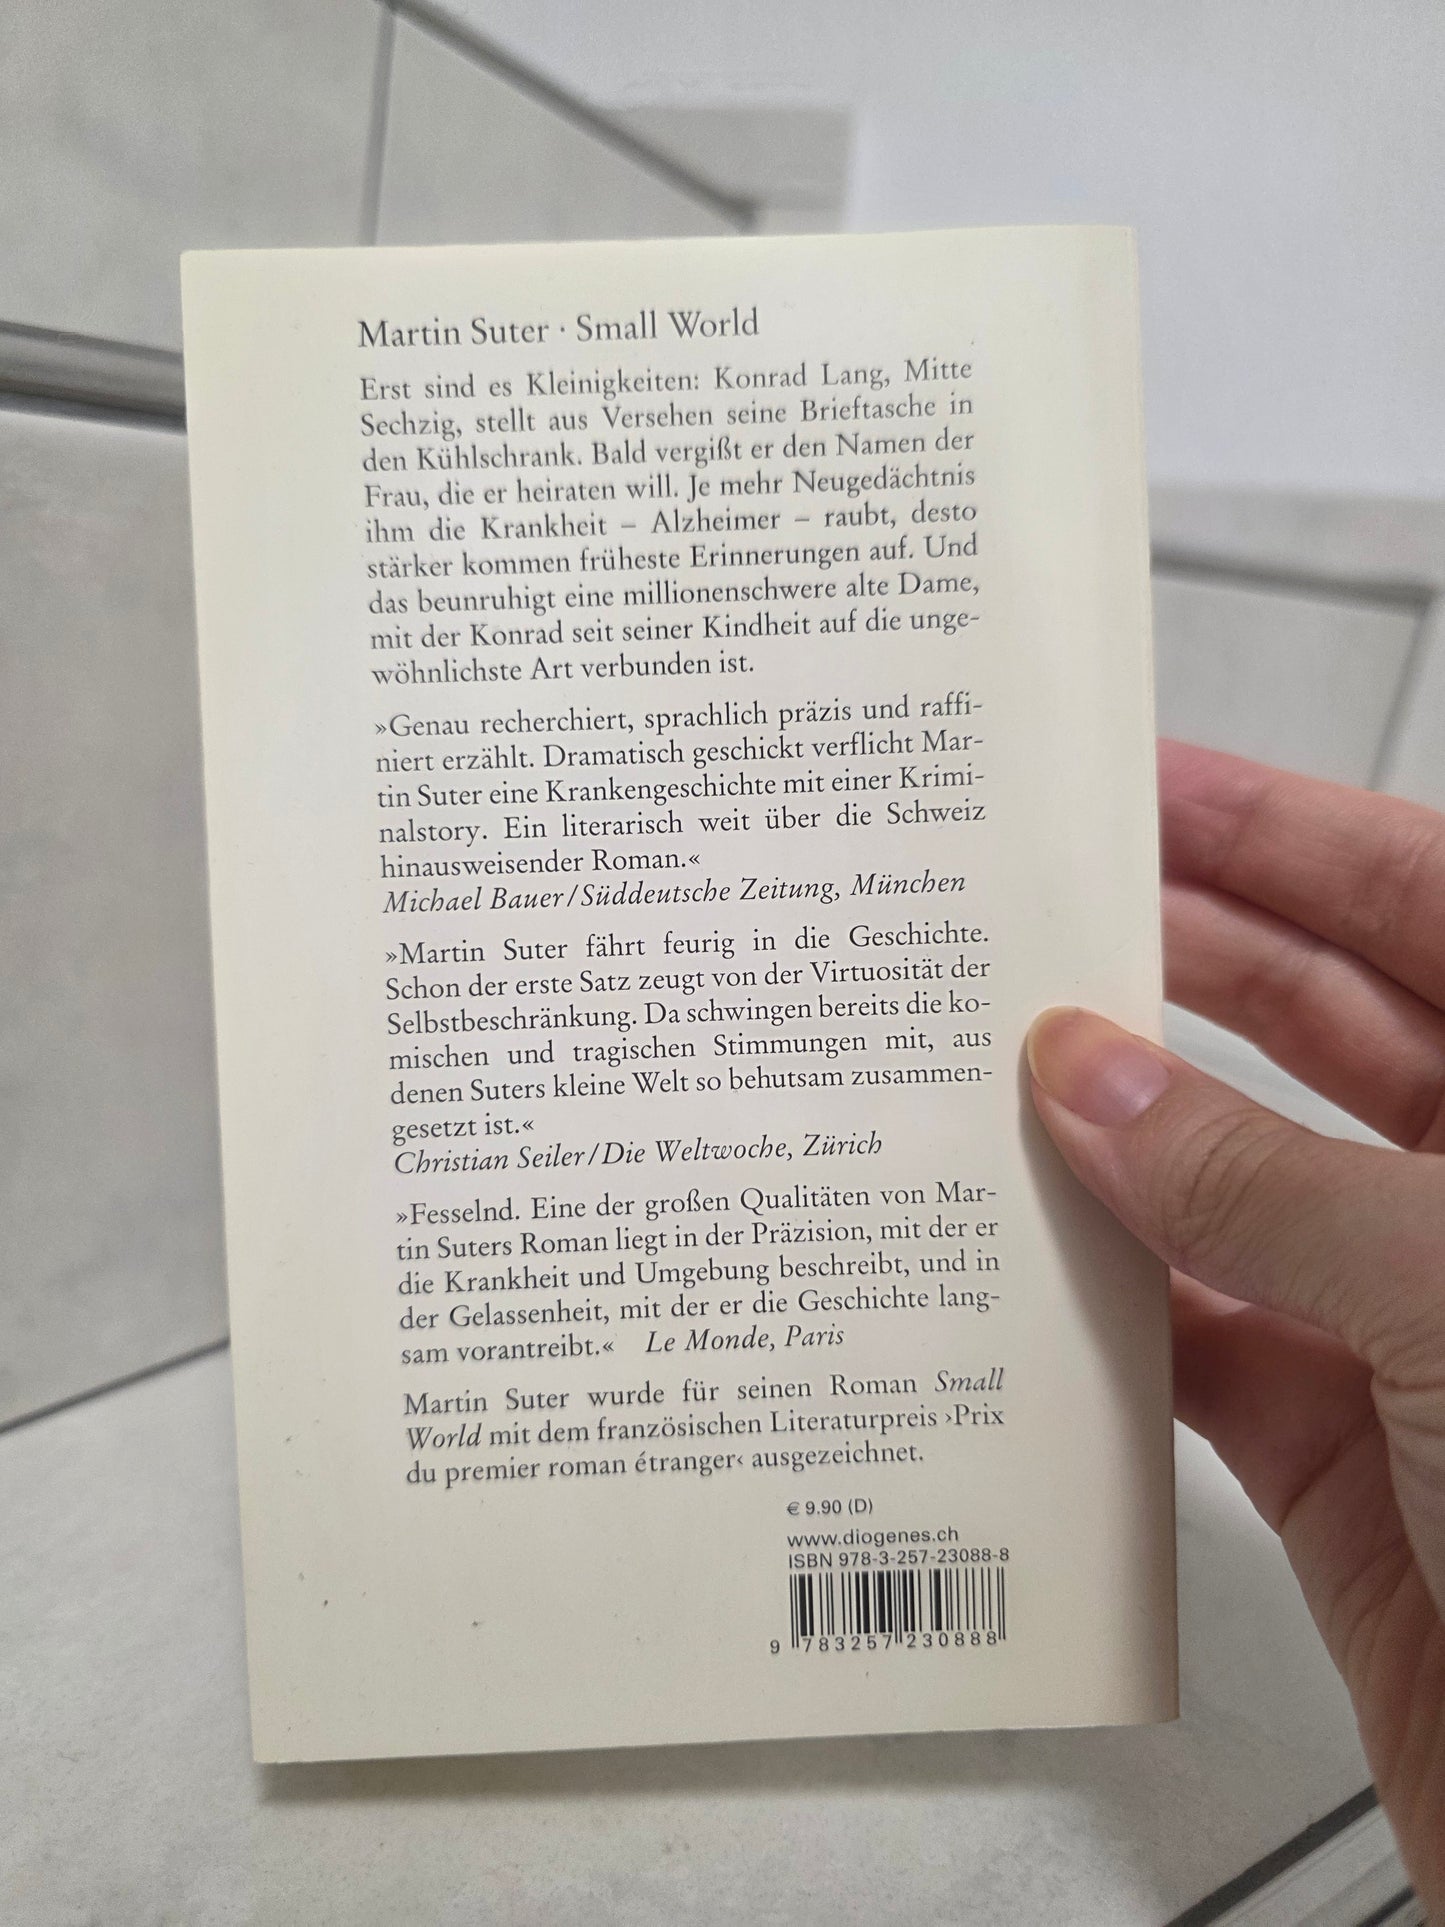 Martin Suter · Small World
Erst sind es Kleinigkeiten: Konrad Lang, Mitte
Sechzig, stellt aus Versehen seine Brieftasche in
den Kühlschrank. Bald vergißt er den Namen der
Frau, die er heiraten will. Je mehr Neugedächtnis
ihm die Krankheit – Alzheimer – raubt, desto
stärker kommen früheste Erinnerungen auf. Und
das beunruhigt eine millionenschwere alte Dame,
mit der Konrad seit seiner Kindheit auf die unge-
wöhnlichste Art verbunden ist.
»Genau recherchiert, sprachlich präzis und raffi-
niert erzählt. Dramatisch geschickt verflicht Mar-
tin Suter eine Krankengeschichte mit einer Krimi-
nalstory. Ein literarisch weit über die Schweiz
hinausweisender Roman.«
Michael Bauer/Süddeutsche Zeitung, München
»Martin Suter fährt feurig in die Geschichte.
Schon der erste Satz zeugt von der Virtuosität der
Selbstbeschränkung. Da schwingen bereits die ko-
mischen und tragischen Stimmungen mit, aus
denen Suters kleine Welt so behutsam zusammen-
gesetzt ist.«
Christian Seiler/Die Weltwoche, Zürich
»Fesselnd. Eine der großen Qualitäten von Mar-
tin Suters Roman liegt in der Präzision, mit der er
die Krankheit und Umgebung beschreibt, und in
der Gelassenheit, mit der er die Geschichte lang-
sam vorantreibt.« Le Monde, Paris
Martin Suter wurde für seinen Roman Small
World mit dem französischen Literaturpreis ›Prix
du premier roman étranger‹ ausgezeichnet.
€ 9.90 (D)
www.diogenes.ch
ISBN 978-3-257-23088-8
9 783257 230888